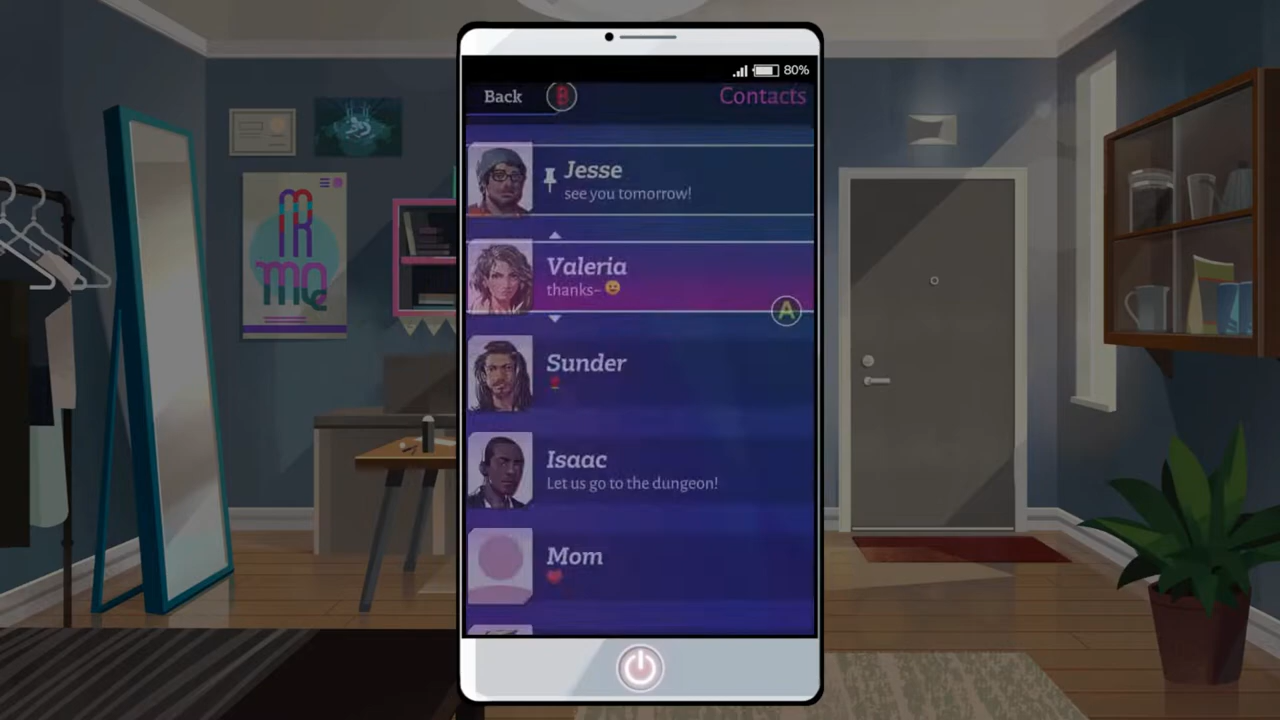 80%
Back B Contacts
Jesse
see you tomorrow!
Valeria
thanks~
A
Sunder
Isaac
Let us go to the dungeon!
Mom